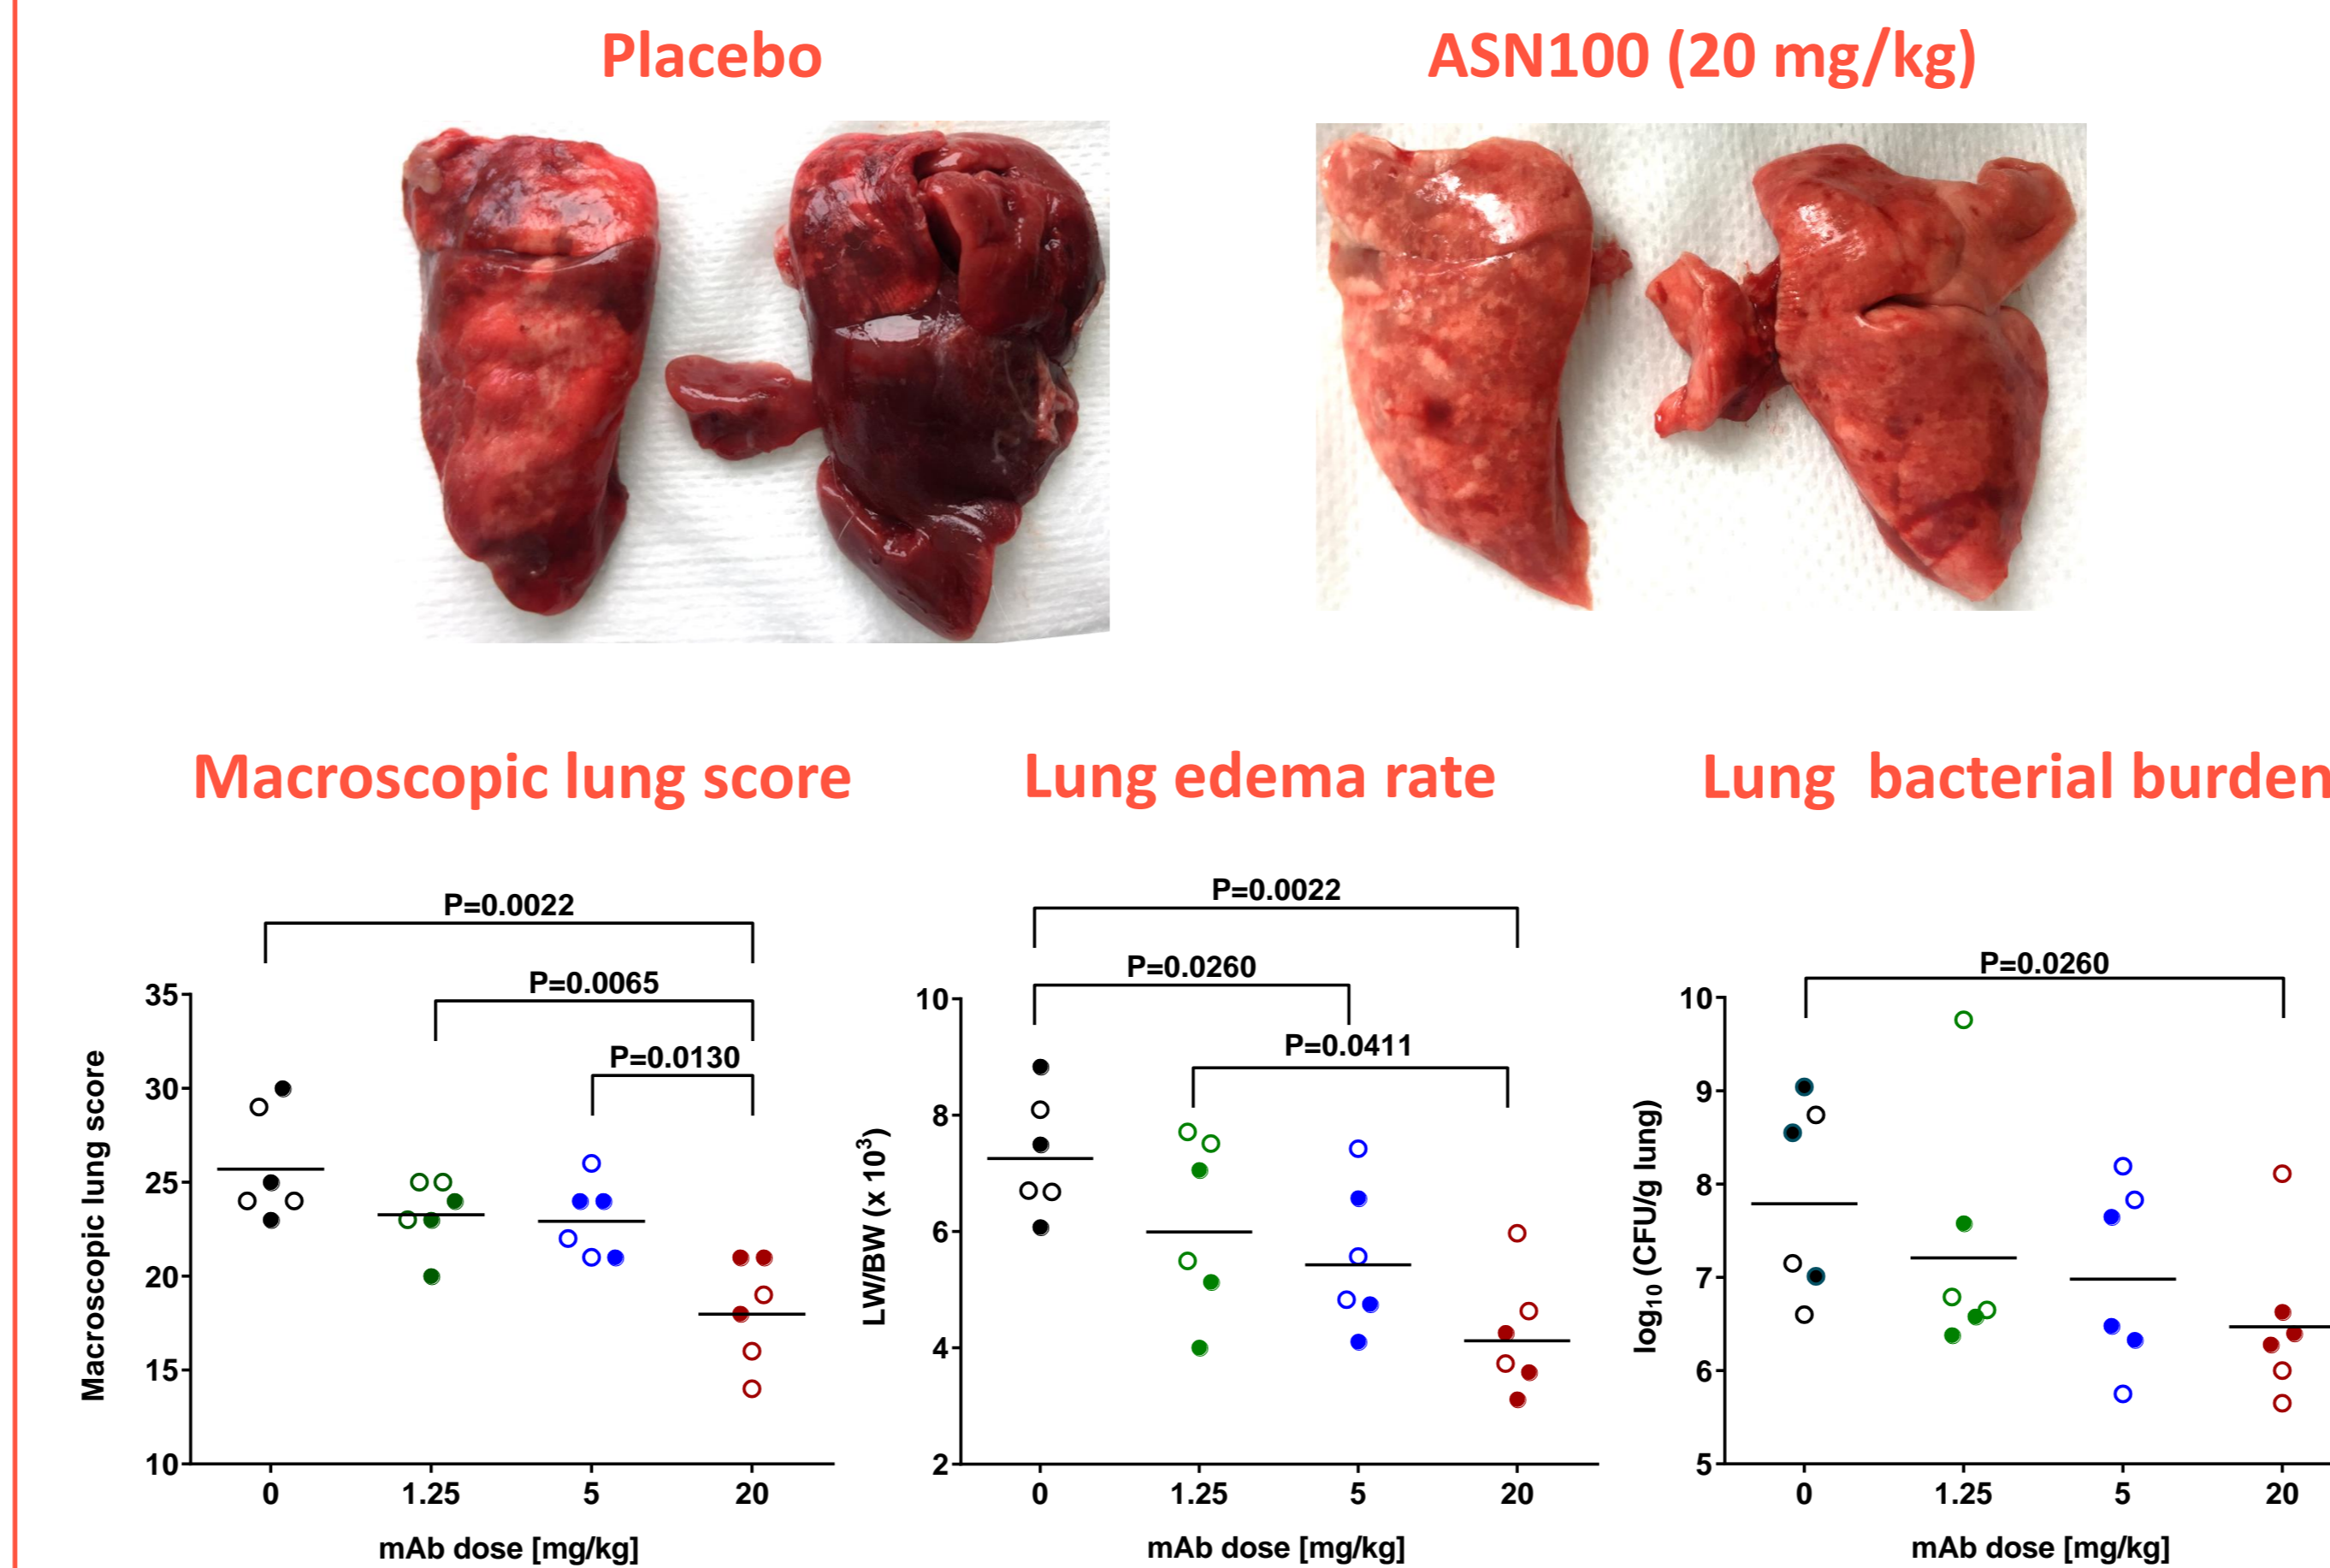 Placebo
ASN100 (20 mg/kg)
Macroscopic lung score
Lung edema rate
Lung bacterial burden
P=0.0022
P=0.0065
P=0.0130
35
30
25
20
15
10
Macroscopic lung score
0 1.25 5 20
mAb dose [mg/kg]
P=0.0022
P=0.0260
P=0.0411
10
8
6
4
2
LW/BW (x 10³)
0 1.25 5 20
mAb dose [mg/kg]
P=0.0260
10
9
8
7
6
5
log₁₀ (CFU/g lung)
0 1.25 5 20
mAb dose [mg/kg]